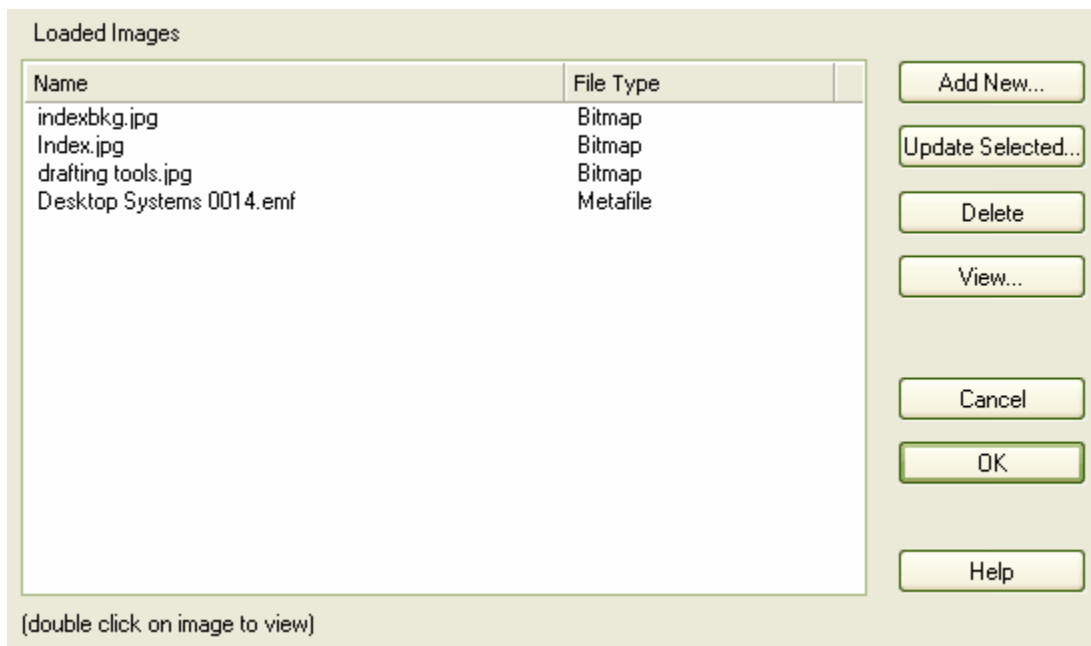 Loaded Images
Name File Type
indexbkg.jpg Bitmap
Index.jpg Bitmap
drafting tools.jpg Bitmap
Desktop Systems 0014.emf Metafile
(double click on image to view)
Add New...
Update Selected...
Delete
View...
Cancel
OK
Help